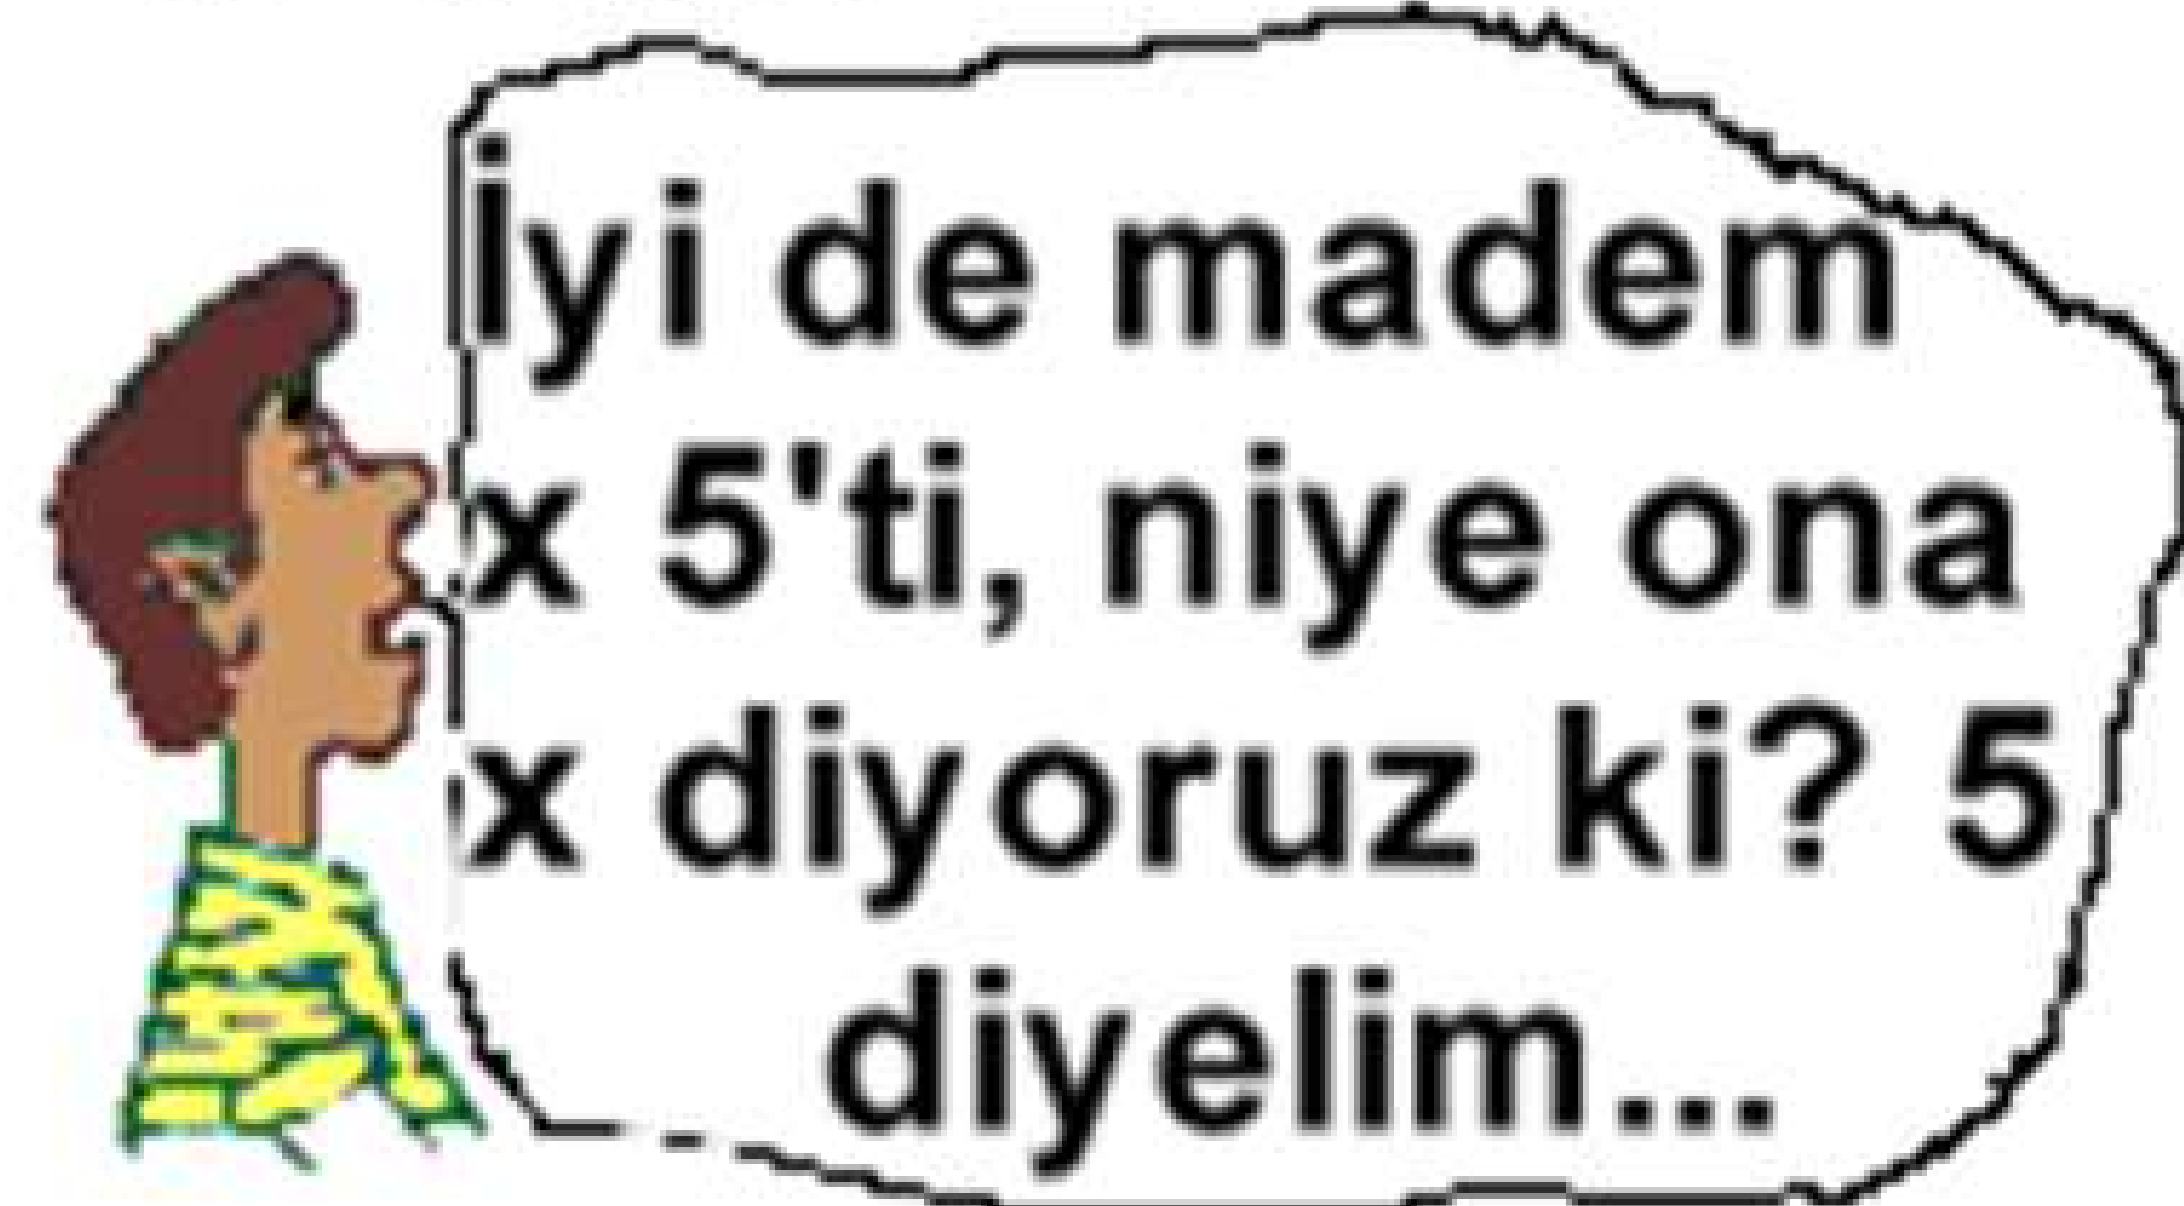 İyi de madem
x 5'ti, niye ona
x diyoruz ki? 5
diyelim...